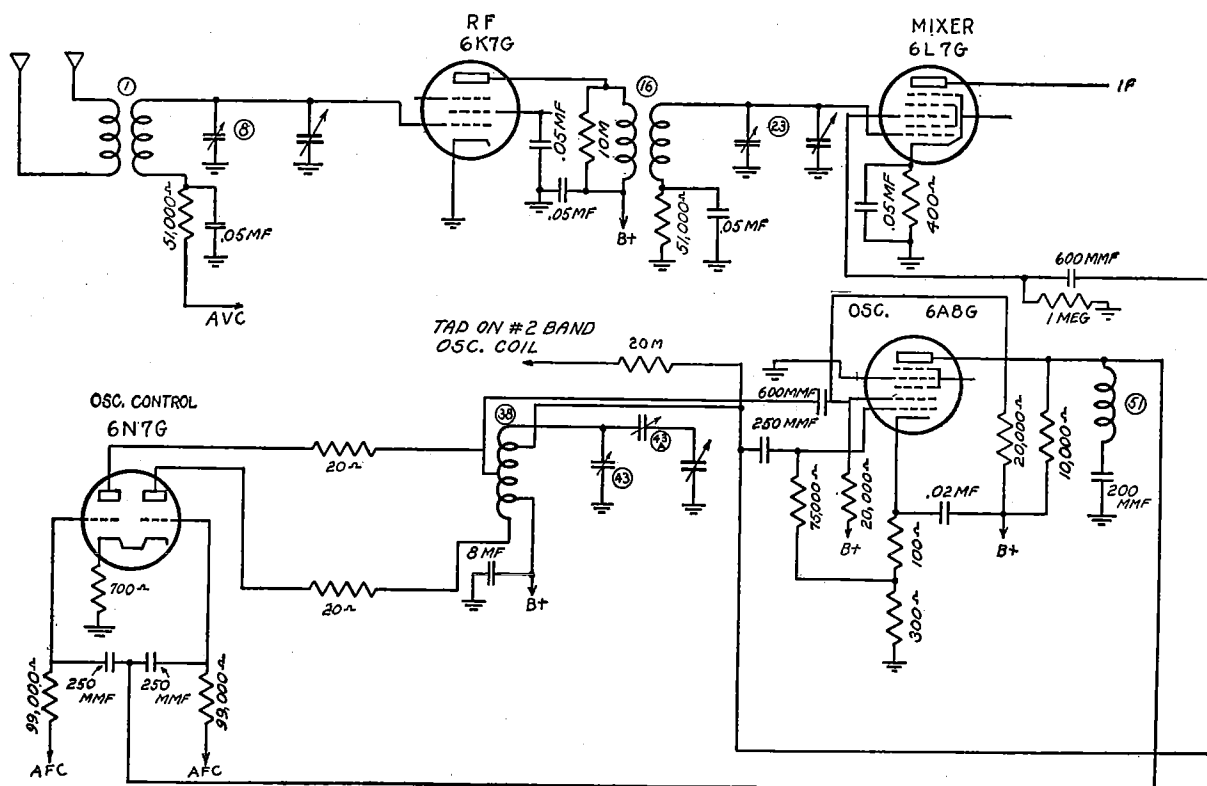 RF
6K7G
MIXER
6L7G
1
8
16
23
IF
.05MF
10M
.05MF
B+
51,000Ω
.05MF
AVC
51,000Ω
.05MF
.05MF
400Ω
600MMF
1 MEG
TAD ON #2 BAND
OSC. COIL
20M
OSC. 6A8G
600MMF
250 MMF
OSC. CONTROL
6N7G
38
20Ω
43A
43
51
20,000Ω
10,000Ω
200
MMF
75,000Ω
20,000Ω
B+
.02MF
B+
100Ω
300Ω
8MF
B+
700Ω
20Ω
99,000Ω
250
MMF
250
MMF
99,000Ω
AFC
AFC